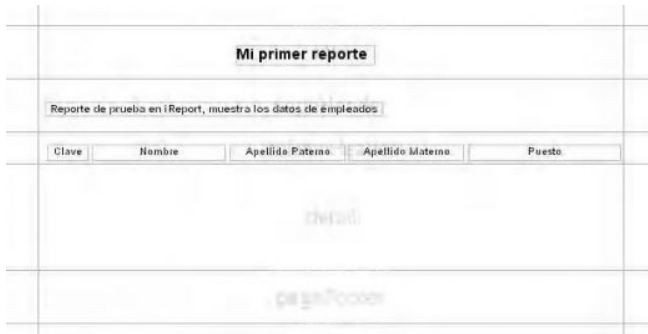 Mi primer reporte
Reporte de prueba en iReport, muestra los datos de empleados
Clave Nombre Apellido Paterno Apellido Materno Puesto
detail
pageFooter